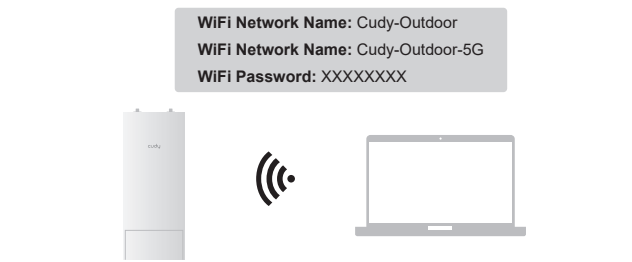 WiFi Network Name: Cudy-Outdoor
WiFi Network Name: Cudy-Outdoor-5G
WiFi Password: XXXXXXXX
cudy